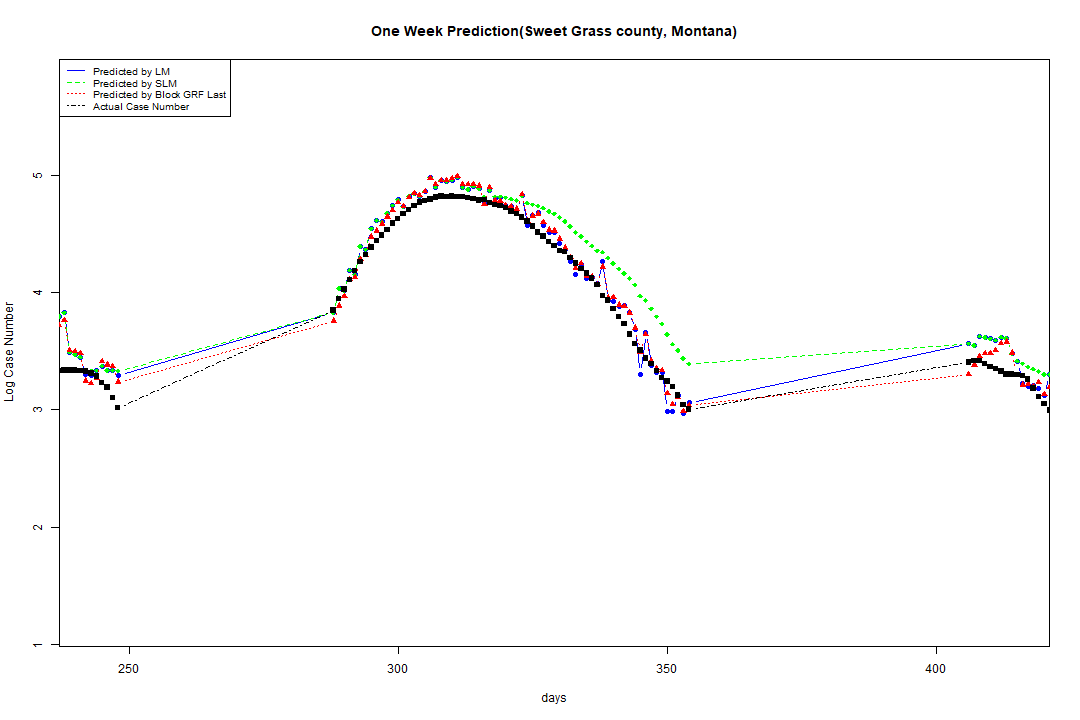 One Week Prediction(Sweet Grass county, Montana)
Predicted by LM
Predicted by SLM
Predicted by Block GRF Last
Actual Case Number
5
4
3
2
1
Log Case Number
250 300 350 400
days